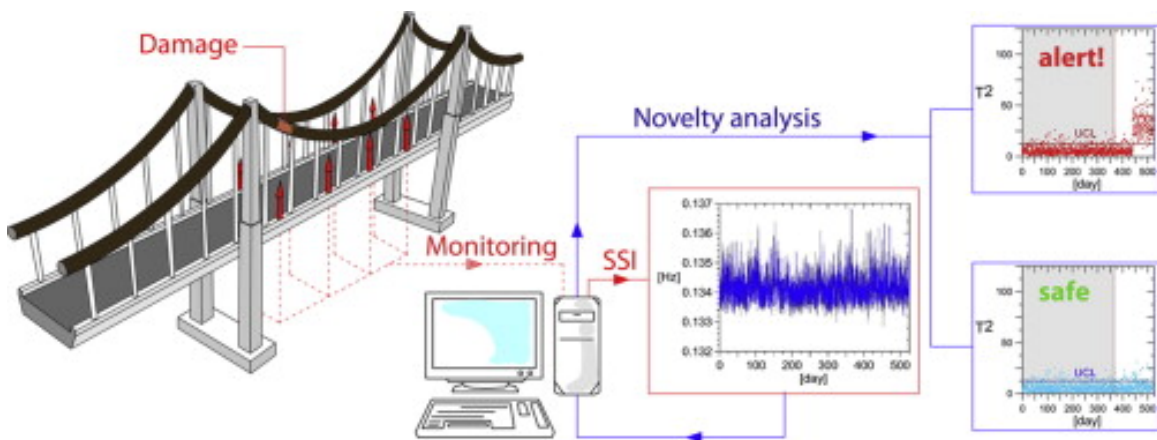 Damage
Monitoring
SSI
Novelty analysis
0.137
0.136
0.135
[Hz]
0.134
0.133
0.132
0 100 200 300 400 500
[day]
alert!
T2
100
50
0
UCL
0 100 200 300 400 500
[day]
safe
T2
100
50
0
UCL
0 100 200 300 400 500
[day]